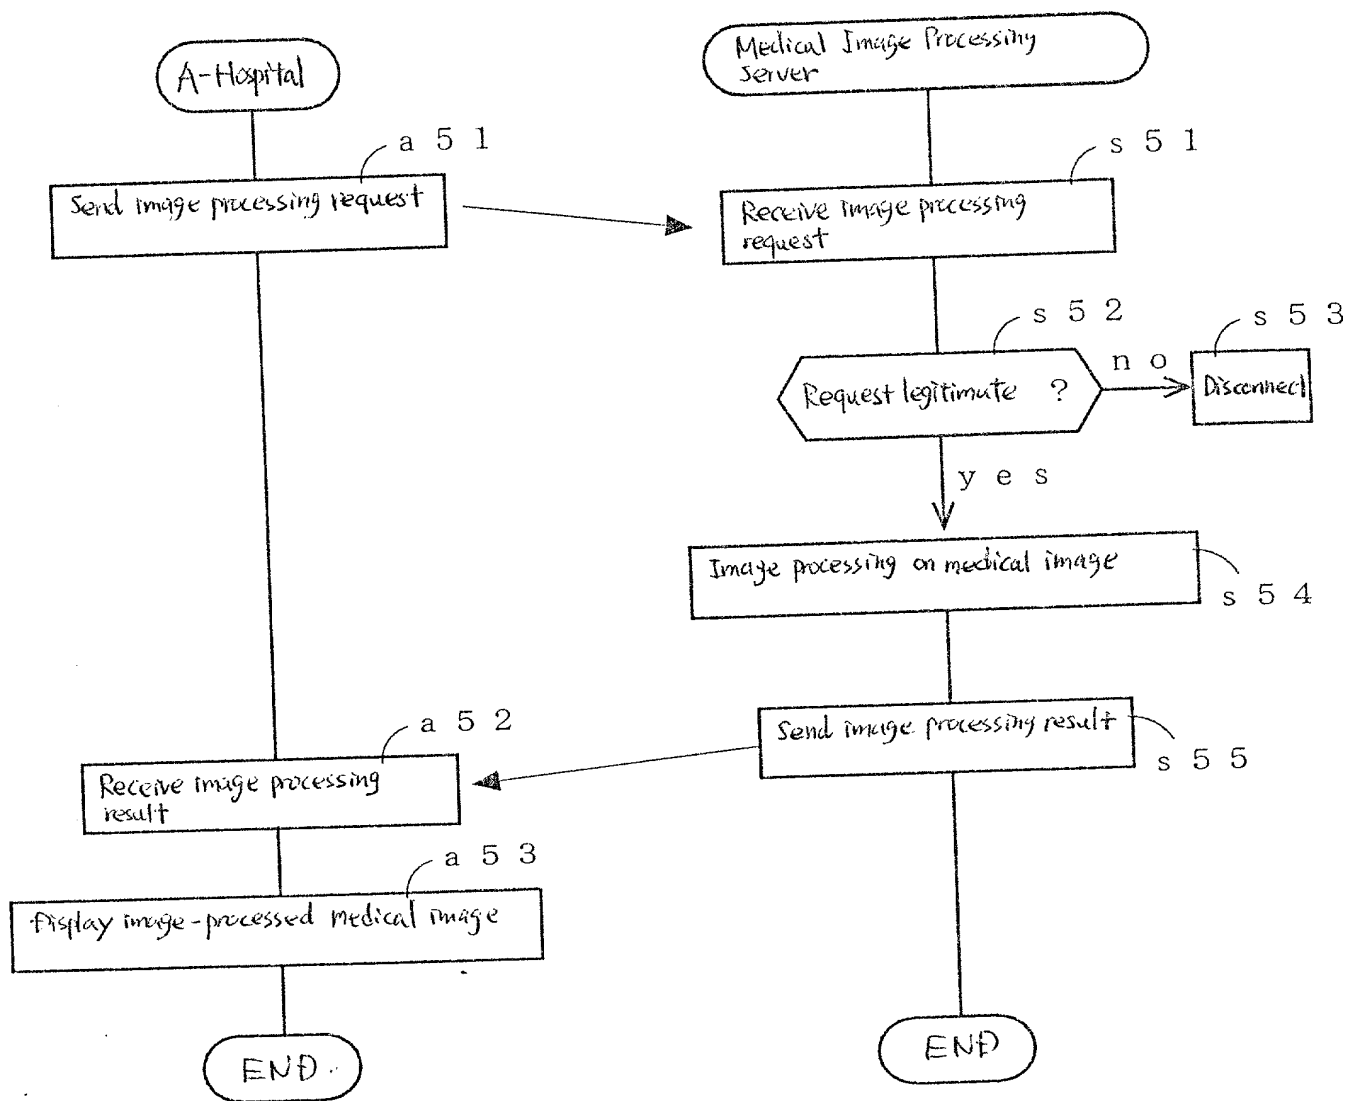 A-Hospital
Medical Image Processing
Server
a 5 1
Send image processing request
s 5 1
Receive image processing
request
s 5 2
Request legitimate ?
n o
s 5 3
Disconnect
y e s
Image processing on medical image
s 5 4
Send image processing result
s 5 5
a 5 2
Receive image processing
result
a 5 3
Display image-processed medical image
END
END